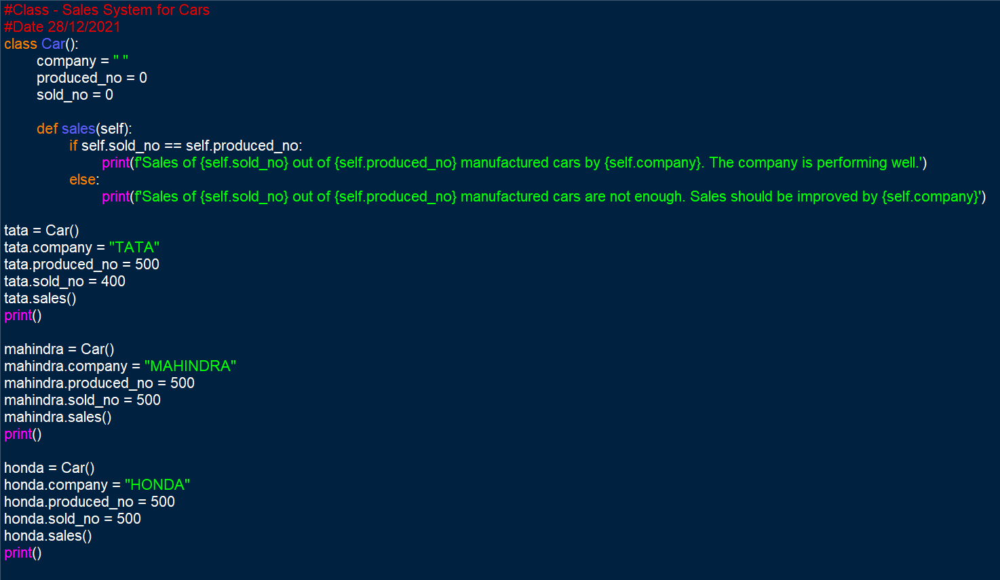 #Class - Sales System for Cars
#Date 28/12/2021
class Car():
company = " "
produced_no = 0
sold_no = 0
def sales(self):
if self.sold_no == self.produced_no:
print(f'Sales of {self.sold_no} out of {self.produced_no} manufactured cars by {self.company}. The company is performing well.')
else:
print(f'Sales of {self.sold_no} out of {self.produced_no} manufactured cars are not enough. Sales should be improved by {self.company}')
tata = Car()
tata.company = "TATA"
tata.produced_no = 500
tata.sold_no = 400
tata.sales()
print()
mahindra = Car()
mahindra.company = "MAHINDRA"
mahindra.produced_no = 500
mahindra.sold_no = 500
mahindra.sales()
print()
honda = Car()
honda.company = "HONDA"
honda.produced_no = 500
honda.sold_no = 500
honda.sales()
print()